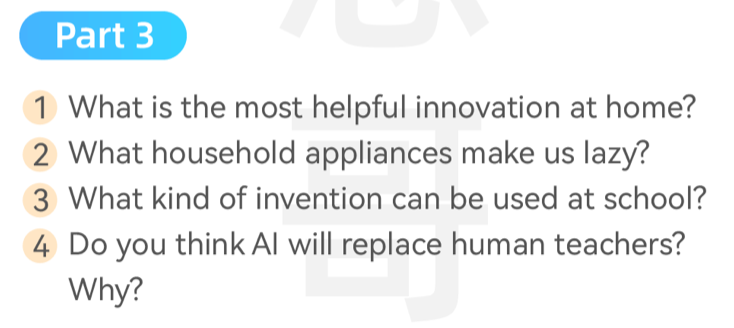 Part 3
1 What is the most helpful innovation at home?
2 What household appliances make us lazy?
3 What kind of invention can be used at school?
4 Do you think AI will replace human teachers?
Why?
哥